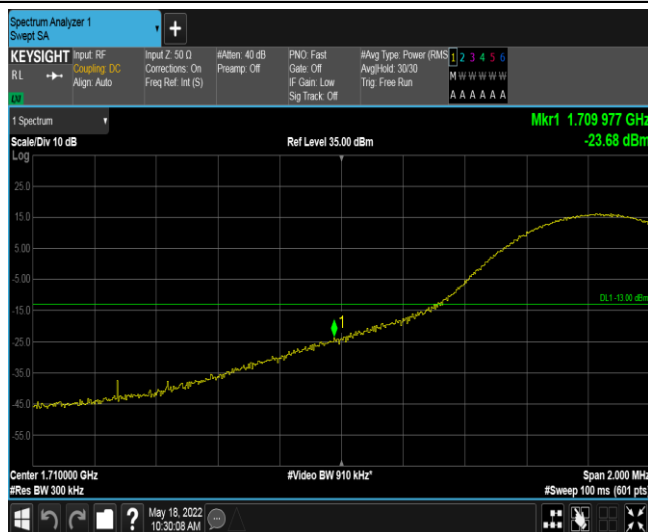 Spectrum Analyzer 1
Swept SA
+
KEYSIGHT
RL
LXI
Input: RF
Coupling: DC
Align: Auto
Input Z: 50 Ω
Corrections: On
Freq Ref: Int (S)
#Atten: 40 dB
Preamp: Off
PNO: Fast
Gate: Off
IF Gain: Low
Sig Track: Off
#Avg Type: Power (RMS
Avg|Hold: 30/30
Trig: Free Run
1 2 3 4 5 6
M W W W W W
A A A A A A
1 Spectrum
Scale/Div 10 dB
Log
Ref Level 35.00 dBm
Mkr1 1.709 977 GHz
-23.68 dBm
25.0
15.0
5.00
-5.00
-15.0
-25.0
-35.0
-45.0
-55.0
DL1 -13.00 dBm
1
Center 1.710000 GHz
#Res BW 300 kHz
#Video BW 910 kHz*
Span 2.000 MHz
#Sweep 100 ms (601 pts)
?
May 18, 2022
10:30:08 AM